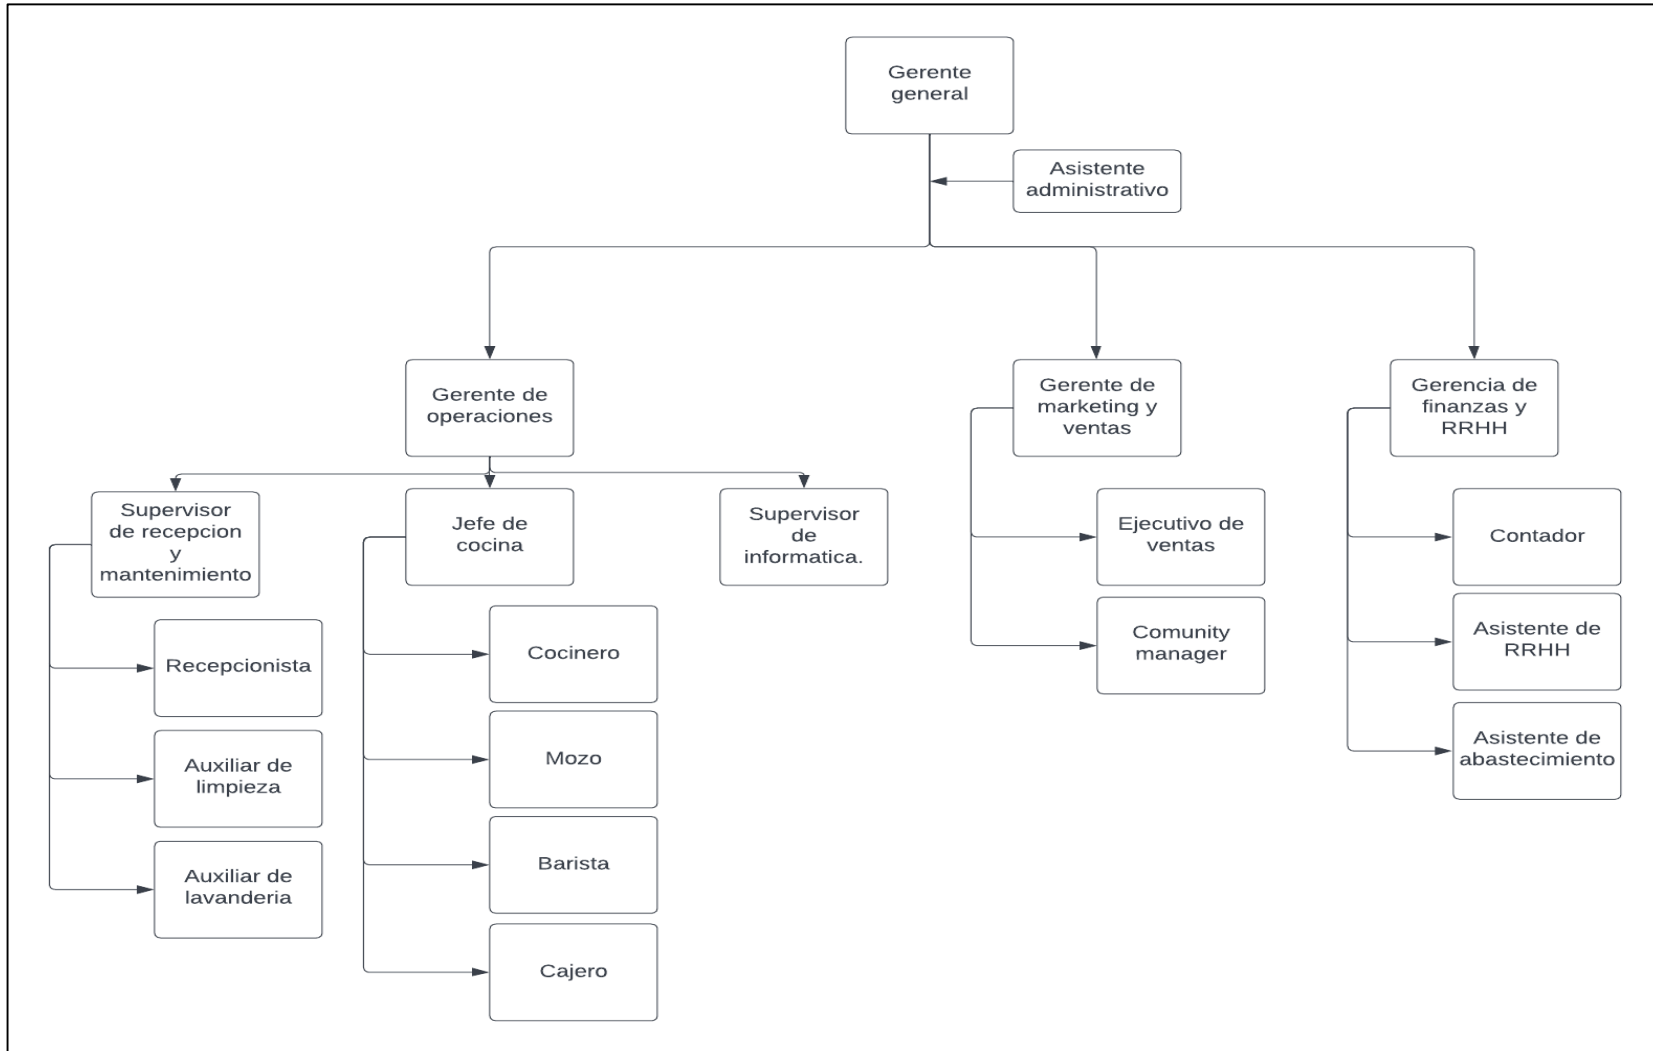 Gerente
general
Asistente
administrativo
Gerente de
operaciones
Gerente de
marketing y
ventas
Gerencia de
finanzas y
RRHH
Supervisor
de recepcion
y
mantenimiento
Jefe de
cocina
Supervisor
de
informatica.
Ejecutivo de
ventas
Contador
Recepcionista
Cocinero
Comunity
manager
Asistente de
RRHH
Auxiliar de
limpieza
Mozo
Asistente de
abastecimiento
Auxiliar de
lavanderia
Barista
Cajero